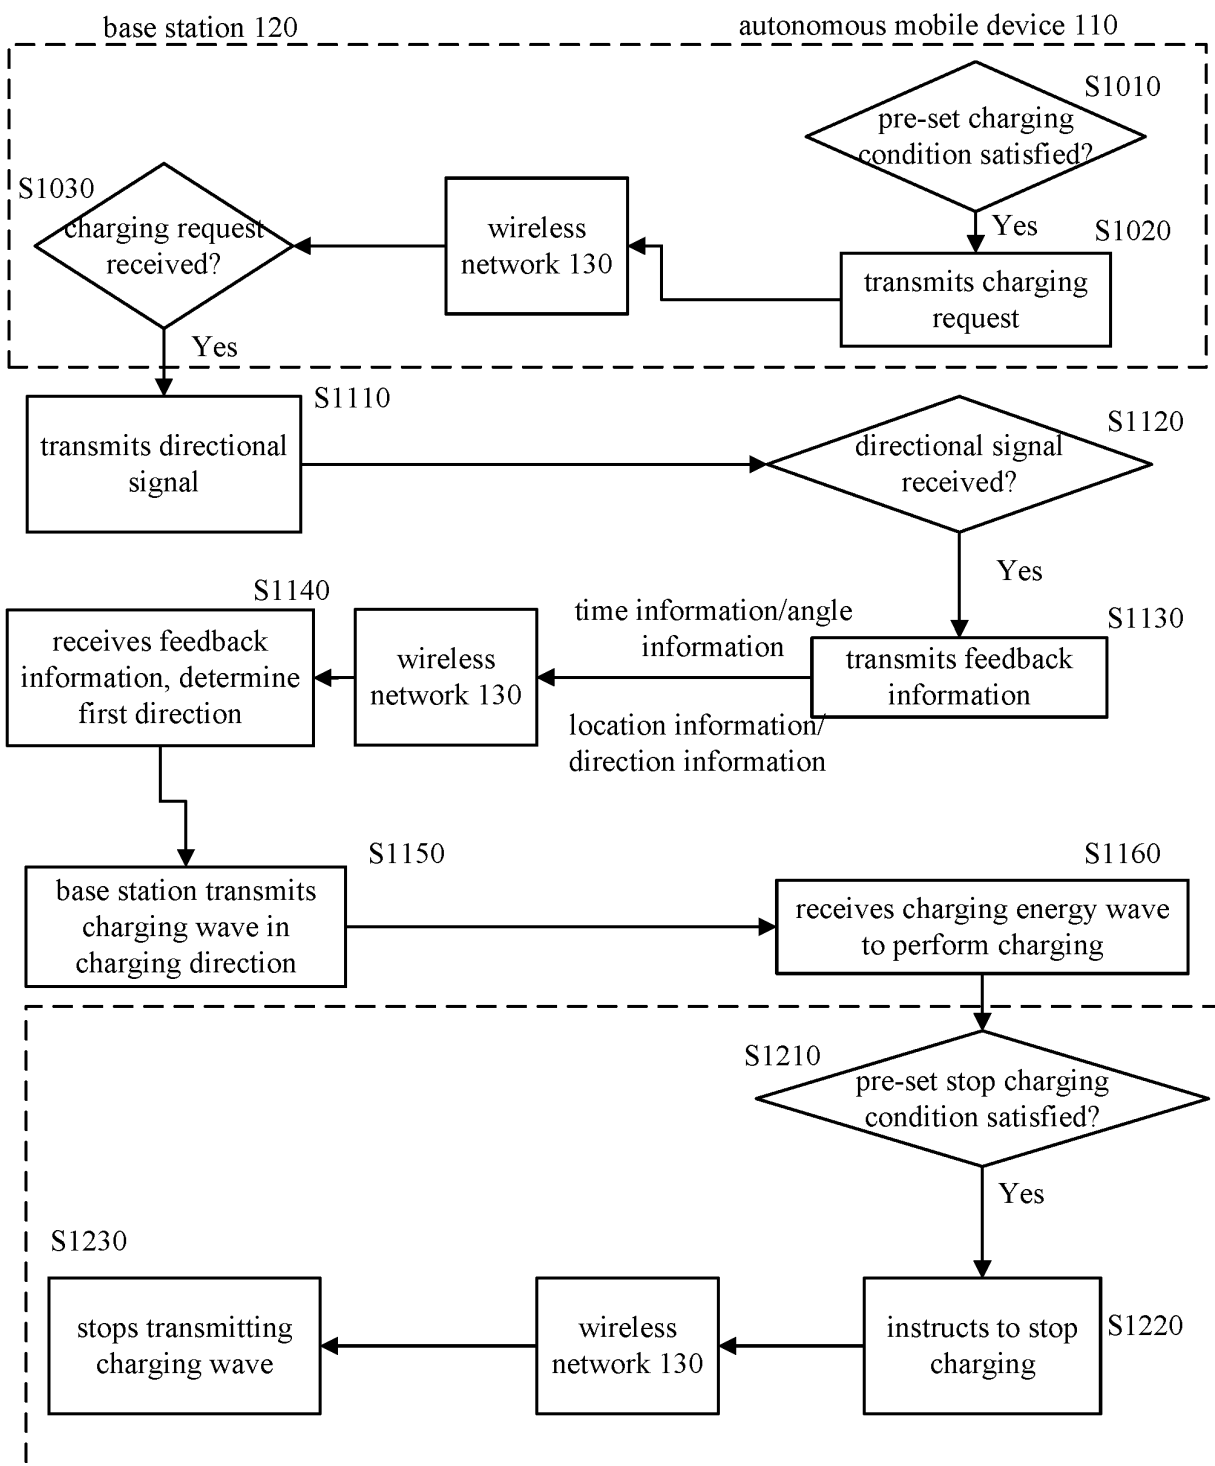 base station 120
autonomous mobile device 110
S1010
pre-set charging
condition satisfied?
Yes
S1020
transmits charging
request
wireless
network 130
S1030
charging request
received?
Yes
S1110
transmits directional
signal
S1120
directional signal
received?
Yes
S1130
transmits feedback
information
time information/angle
information
location information/
direction information
wireless
network 130
S1140
receives feedback
information, determine
first direction
S1150
base station transmits
charging wave in
charging direction
S1160
receives charging energy wave
to perform charging
S1210
pre-set stop charging
condition satisfied?
Yes
S1220
instructs to stop
charging
wireless
network 130
S1230
stops transmitting
charging wave